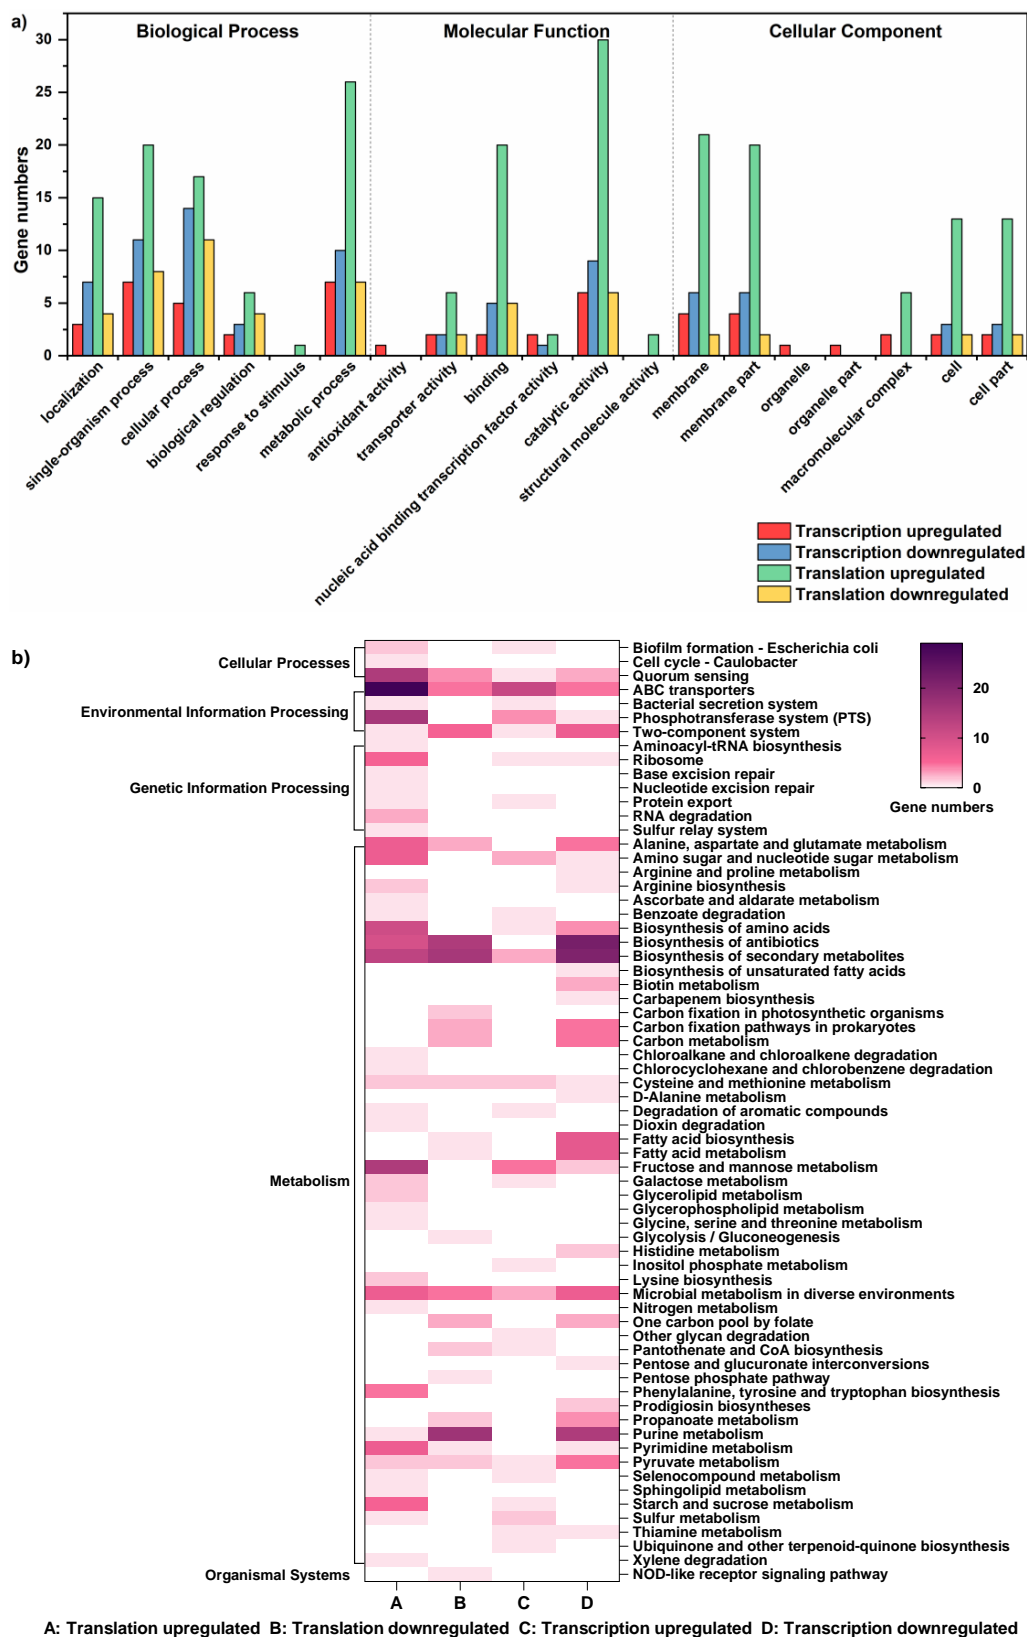 a)
Biological Process
Molecular Function
Cellular Component
Gene numbers
30
25
20
15
10
5
0
localization
single-organism process
cellular process
biological regulation
response to stimulus
metabolic process
antioxidant activity
transporter activity
binding
nucleic acid binding transcription factor activity
catalytic activity
structural molecule activity
membrane
membrane part
organelle
organelle part
macromolecular complex
cell
cell part
Transcription upregulated
Transcription downregulated
Translation upregulated
Translation downregulated
b)
Cellular Processes
Environmental Information Processing
Genetic Information Processing
Metabolism
Organismal Systems
Biofilm formation - Escherichia coli
Cell cycle - Caulobacter
Quorum sensing
ABC transporters
Bacterial secretion system
Phosphotransferase system (PTS)
Two-component system
Aminoacyl-tRNA biosynthesis
Ribosome
Base excision repair
Nucleotide excision repair
Protein export
RNA degradation
Sulfur relay system
Alanine, aspartate and glutamate metabolism
Amino sugar and nucleotide sugar metabolism
Arginine and proline metabolism
Arginine biosynthesis
Ascorbate and aldarate metabolism
Benzoate degradation
Biosynthesis of amino acids
Biosynthesis of antibiotics
Biosynthesis of secondary metabolites
Biosynthesis of unsaturated fatty acids
Biotin metabolism
Carbapenem biosynthesis
Carbon fixation in photosynthetic organisms
Carbon fixation pathways in prokaryotes
Carbon metabolism
Chloroalkane and chloroalkene degradation
Chlorocyclohexane and chlorobenzene degradation
Cysteine and methionine metabolism
D-Alanine metabolism
Degradation of aromatic compounds
Dioxin degradation
Fatty acid biosynthesis
Fatty acid metabolism
Fructose and mannose metabolism
Galactose metabolism
Glycerolipid metabolism
Glycerophospholipid metabolism
Glycine, serine and threonine metabolism
Glycolysis / Gluconeogenesis
Histidine metabolism
Inositol phosphate metabolism
Lysine biosynthesis
Microbial metabolism in diverse environments
Nitrogen metabolism
One carbon pool by folate
Other glycan degradation
Pantothenate and CoA biosynthesis
Pentose and glucuronate interconversions
Pentose phosphate pathway
Phenylalanine, tyrosine and tryptophan biosynthesis
Prodigiosin biosyntheses
Propanoate metabolism
Purine metabolism
Pyrimidine metabolism
Pyruvate metabolism
Selenocompound metabolism
Sphingolipid metabolism
Starch and sucrose metabolism
Sulfur metabolism
Thiamine metabolism
Ubiquinone and other terpenoid-quinone biosynthesis
Xylene degradation
NOD-like receptor signaling pathway
20
10
0
Gene numbers
A B C D
A: Translation upregulated B: Translation downregulated C: Transcription upregulated D: Transcription downregulated